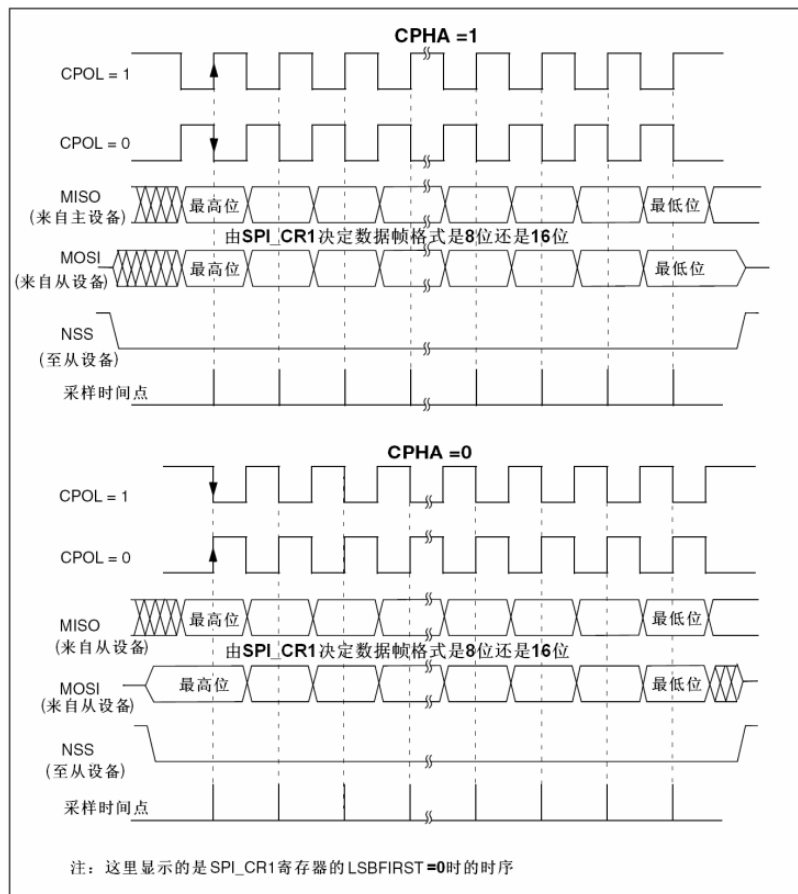 CPHA =1
CPOL = 1
CPOL = 0
MISO
(来自主设备)
最高位
最低位
由SPI_CR1决定数据帧格式是8位还是16位
MOSI
(来自从设备)
最高位
最低位
NSS
(至从设备)
采样时间点
CPHA =0
CPOL = 1
CPOL = 0
MISO
(来自从设备)
最高位
最低位
由SPI_CR1决定数据帧格式是8位还是16位
MOSI
(来自从设备)
最高位
最低位
NSS
(至从设备)
采样时间点
注：这里显示的是SPI_CR1寄存器的LSBFIRST=0时的时序